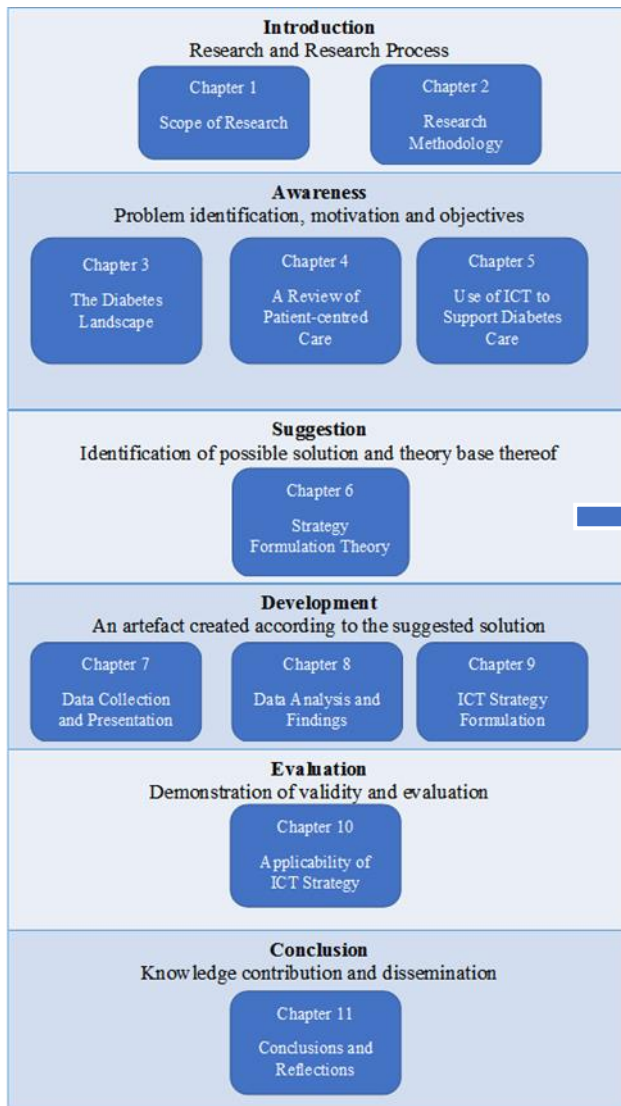 Introduction
Research and Research Process
Chapter 1
Scope of Research
Chapter 2
Research
Methodology
Awareness
Problem identification, motivation and objectives
Chapter 3
The Diabetes
Landscape
Chapter 4
A Review of
Patient-centred
Care
Chapter 5
Use of ICT to
Support Diabetes
Care
Suggestion
Identification of possible solution and theory base thereof
Chapter 6
Strategy
Formulation Theory
Development
An artefact created according to the suggested solution
Chapter 7
Data Collection
and Presentation
Chapter 8
Data Analysis and
Findings
Chapter 9
ICT Strategy
Formulation
Evaluation
Demonstration of validity and evaluation
Chapter 10
Applicability of
ICT Strategy
Conclusion
Knowledge contribution and dissemination
Chapter 11
Conclusions and
Reflections